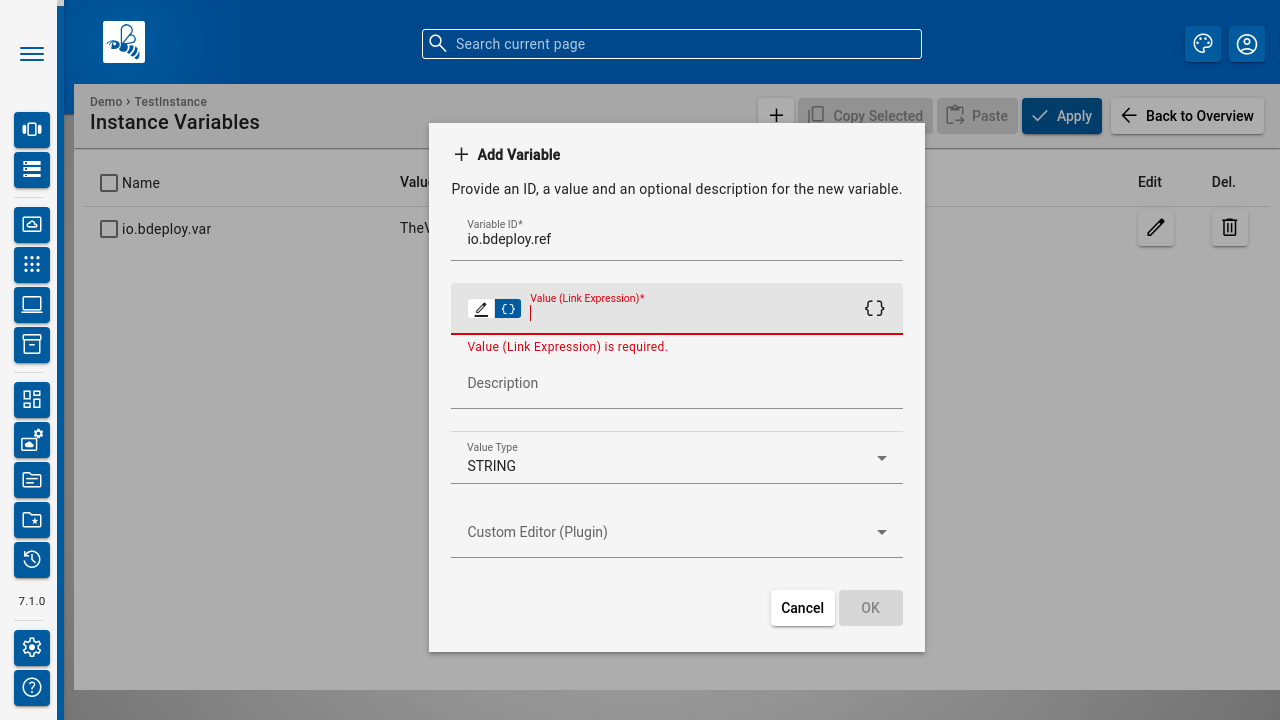 Search current page
Demo › TestInstance
Instance Variables
Copy Selected
Paste
Apply
Back to Overview
Name
Edit
Del.
io.bdeploy.var
Add Variable
Provide an ID, a value and an optional description for the new variable.
Variable ID*
io.bdeploy.ref
Value (Link Expression)*
Value (Link Expression) is required.
Description
Value Type
STRING
Custom Editor (Plugin)
Cancel
OK
7.1.0